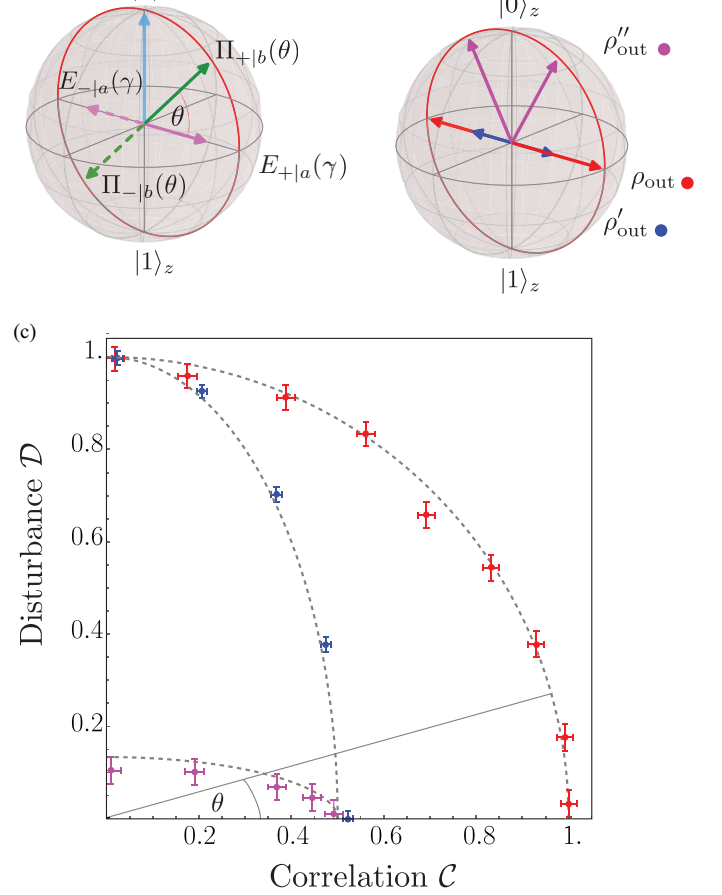 |0⟩z
Π+|b(θ)
ρ″out
E−|a(γ)
θ
E+|a(γ)
ρout
Π−|b(θ)
ρ′out
|1⟩z
|1⟩z
(c)
1.
0.8
0.6
0.4
0.2
Disturbance 𝒟
θ
0.2
0.4
0.6
0.8
1.
Correlation 𝒞